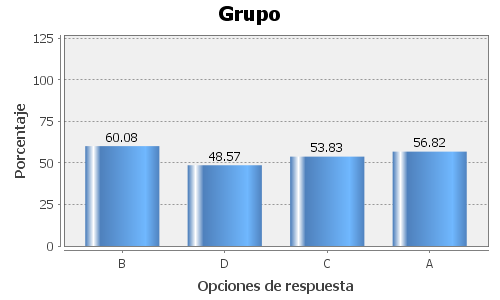 Grupo
Porcentaje
125
100
75
50
25
0
60.08
48.57
53.83
56.82
B
D
C
A
Opciones de respuesta